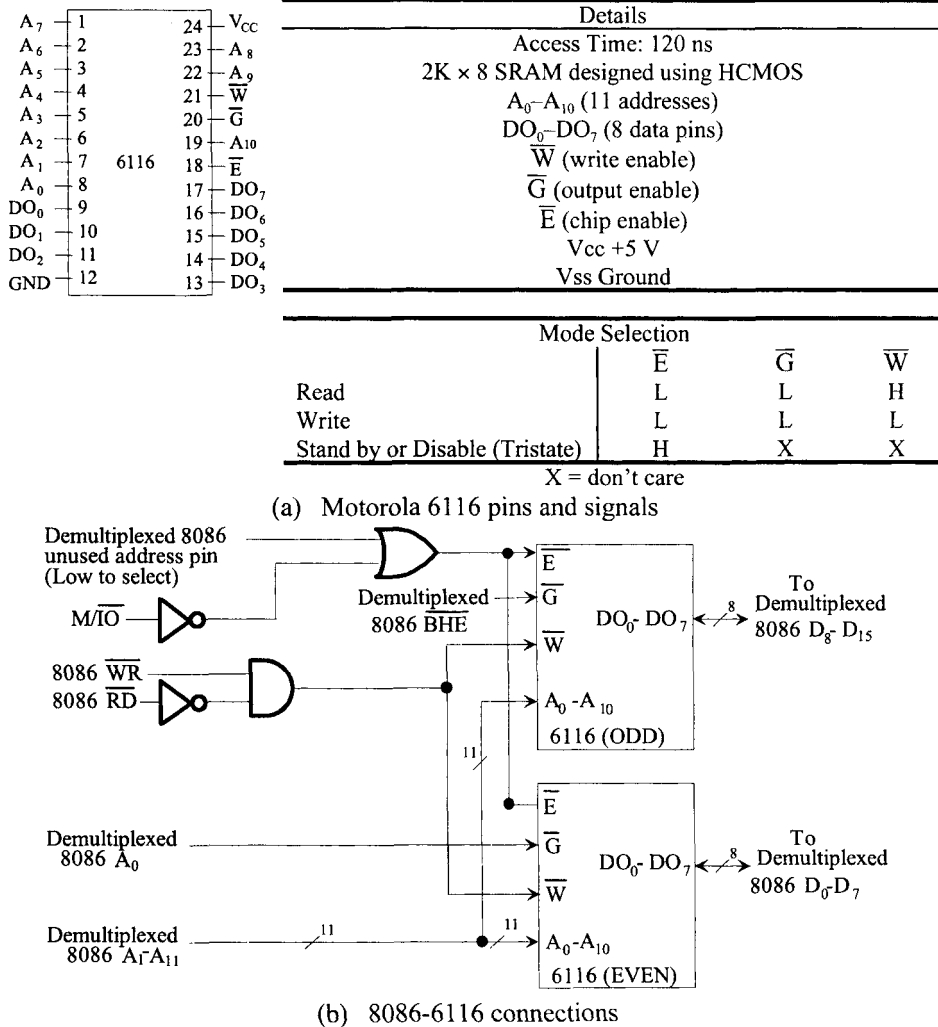 A₇ 1 24 V_CC
A₆ 2 23 A₈
A₅ 3 22 A₉
A₄ 4 21 W̅
A₃ 5 20 G̅
A₂ 6 19 A₁₀
A₁ 7 6116 18 E̅
A₀ 8 17 DO₇
DO₀ 9 16 DO₆
DO₁ 10 15 DO₅
DO₂ 11 14 DO₄
GND 12 13 DO₃
Details
Access Time: 120 ns
2K × 8 SRAM designed using HCMOS
A₀–A₁₀ (11 addresses)
DO₀–DO₇ (8 data pins)
W̅ (write enable)
G̅ (output enable)
E̅ (chip enable)
Vcc +5 V
Vss Ground
Mode Selection
E̅ G̅ W̅
Read L L H
Write L L L
Stand by or Disable (Tristate) H X X
X = don't care
(a) Motorola 6116 pins and signals
Demultiplexed 8086
unused address pin
(Low to select)
M/I̅O̅
8086 W̅R̅
8086 R̅D̅
Demultiplexed
8086 B̅H̅E̅
E̅
G̅
W̅
A₀ -A₁₀
DO₀- DO₇
6116 (ODD)
8
To
Demultiplexed
8086 D₈- D₁₅
11
Demultiplexed
8086 A₀
Demultiplexed
8086 A₁-A₁₁
11
11
E̅
G̅
W̅
A₀-A₁₀
DO₀- DO₇
6116 (EVEN)
8
To
Demultiplexed
8086 D₀-D₇
(b) 8086-6116 connections